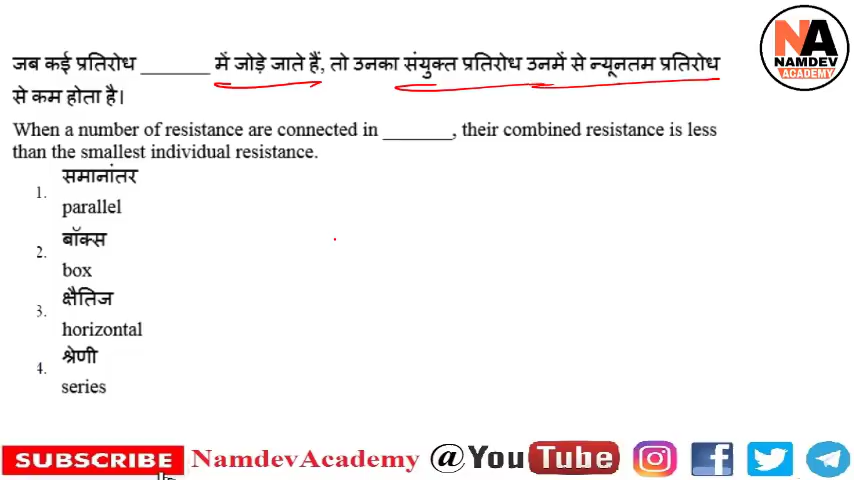 NA
NAMDEV
ACADEMY
जब कई प्रतिरोध _______ में जोड़े जाते हैं, तो उनका संयुक्त प्रतिरोध उनमें से न्यूनतम प्रतिरोध
से कम होता है।
When a number of resistance are connected in _______, their combined resistance is less
than the smallest individual resistance.
1. समानांतर
parallel
2. बॉक्स
box
3. क्षैतिज
horizontal
4. श्रेणी
series
SUBSCRIBE NamdevAcademy @YouTube